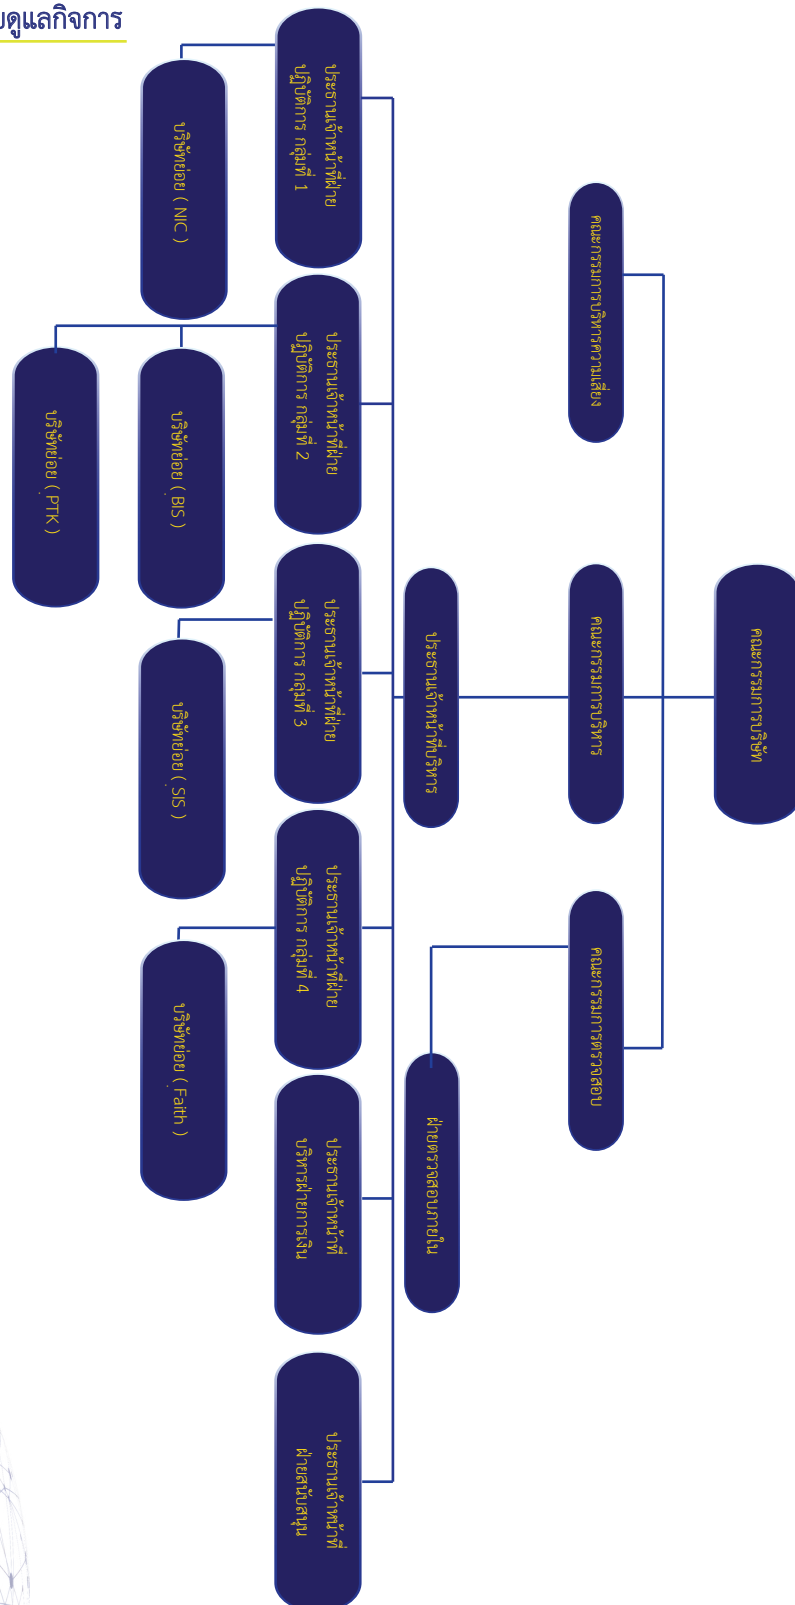 บดูแลกิจการ
คณะกรรมการบริษัท
คณะกรรมการบริหารความเสี่ยง
คณะกรรมการบริหาร
คณะกรรมการตรวจสอบ
ประธานเจ้าหน้าที่บริหาร
ฝ่ายตรวจสอบภายใน
ประธานเจ้าหน้าที่ฝ่าย
ปฏิบัติการ กลุ่มที่ 1
ประธานเจ้าหน้าที่ฝ่าย
ปฏิบัติการ กลุ่มที่ 2
ประธานเจ้าหน้าที่ฝ่าย
ปฏิบัติการ กลุ่มที่ 3
ประธานเจ้าหน้าที่ฝ่าย
ปฏิบัติการ กลุ่มที่ 4
ประธานเจ้าหน้าที่
บริหารฝ่ายการเงิน
ประธานเจ้าหน้าที่
ฝ่ายสนับสนุน
บริษัทย่อย ( NIC )
บริษัทย่อย ( PTK )
บริษัทย่อย ( BIS )
บริษัทย่อย ( SIS )
บริษัทย่อย ( Faith )